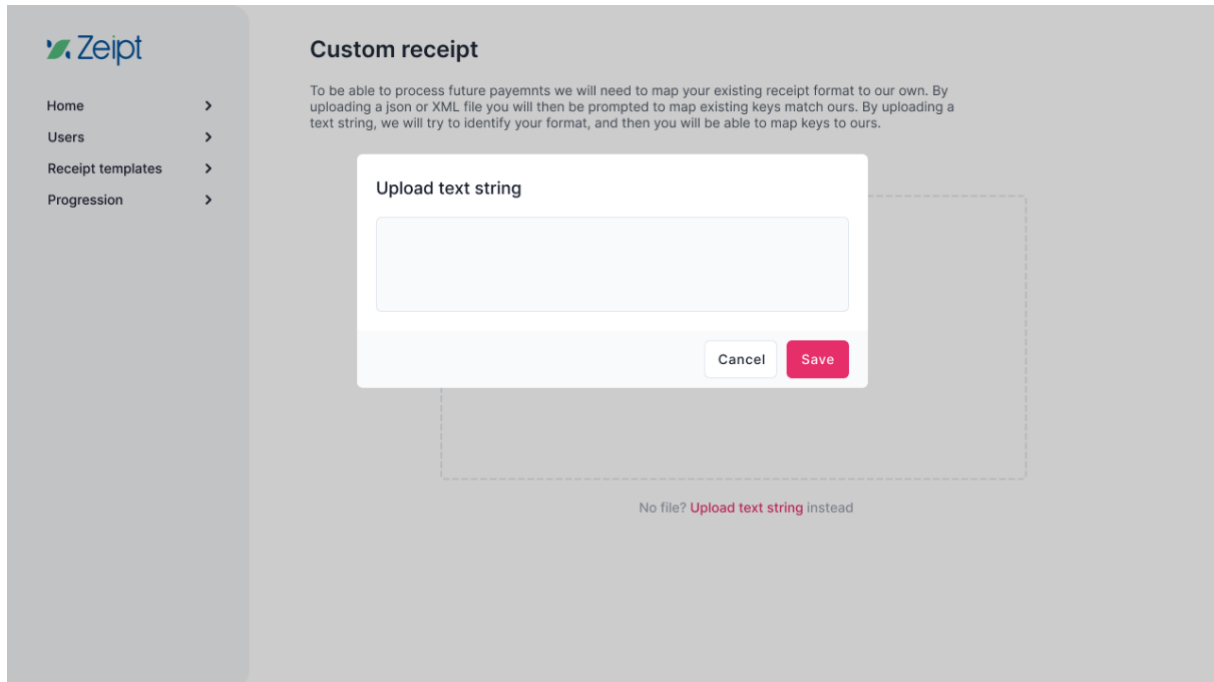 Zeipt
Home
Users
Receipt templates
Progression
Custom receipt
To be able to process future payemnts we will need to map your existing receipt format to our own. By
uploading a json or XML file you will then be prompted to map existing keys match ours. By uploading a
text string, we will try to identify your format, and then you will be able to map keys to ours.
Upload text string
Cancel
Save
No file? Upload text string instead